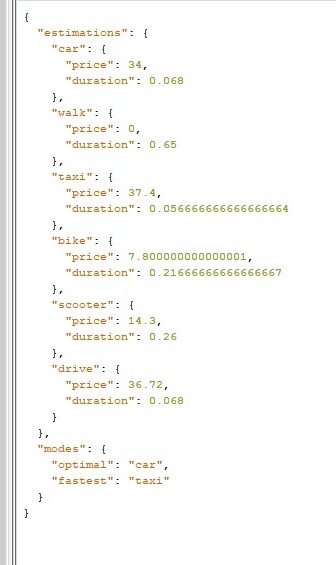 {
"estimations": {
"car": {
"price": 34,
"duration": 0.068
},
"walk": {
"price": 0,
"duration": 0.65
},
"taxi": {
"price": 37.4,
"duration": 0.056666666666666664
},
"bike": {
"price": 7.800000000000001,
"duration": 0.21666666666666667
},
"scooter": {
"price": 14.3,
"duration": 0.26
},
"drive": {
"price": 36.72,
"duration": 0.068
}
},
"modes": {
"optimal": "car",
"fastest": "taxi"
}
}